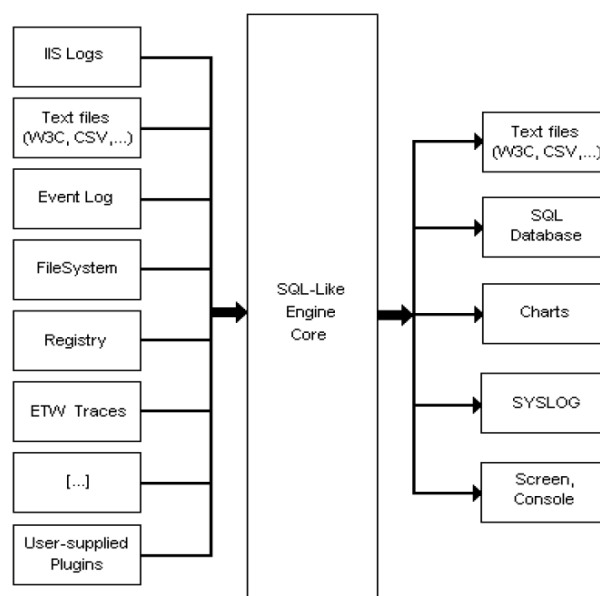 IIS Logs
Text files
(W3C, CSV,...)
Event Log
FileSystem
Registry
ETW Traces
[...]
User-supplied
Plugins
SQL-Like
Engine
Core
Text files
(W3C, CSV,...)
SQL
Database
Charts
SYSLOG
Screen,
Console